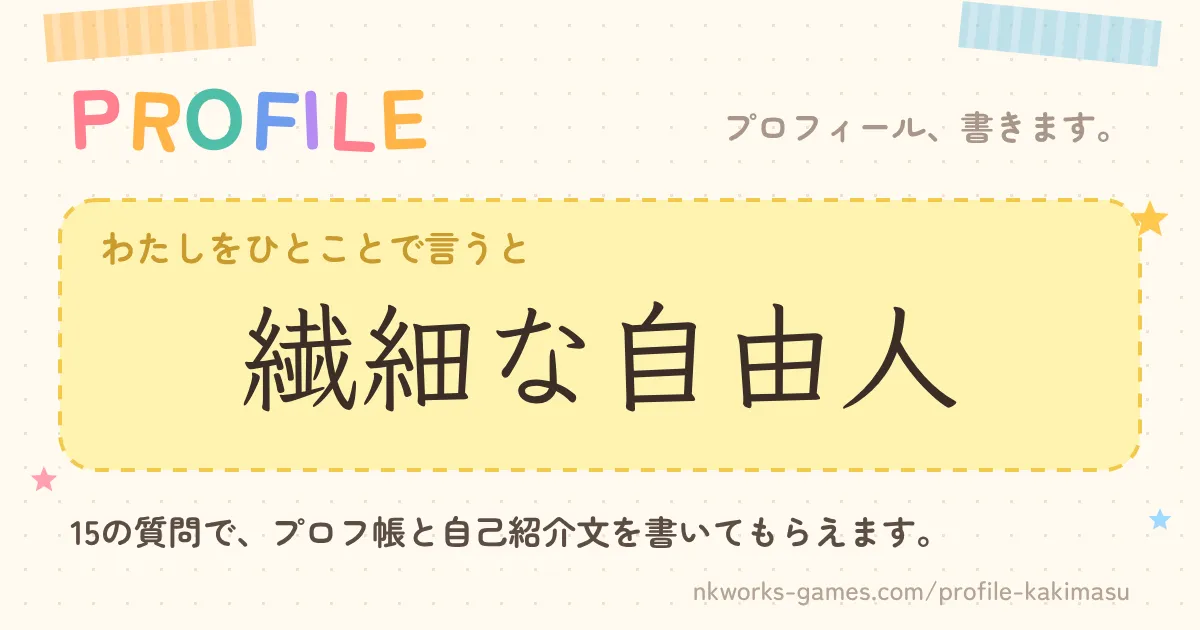 PROFILE
プロフィール、書きます。
わたしをひとことで言うと
繊細な自由人
15の質問で、プロフ帳と自己紹介文を書いてもらえます。
nkworks-games.com/profile-kakimasu